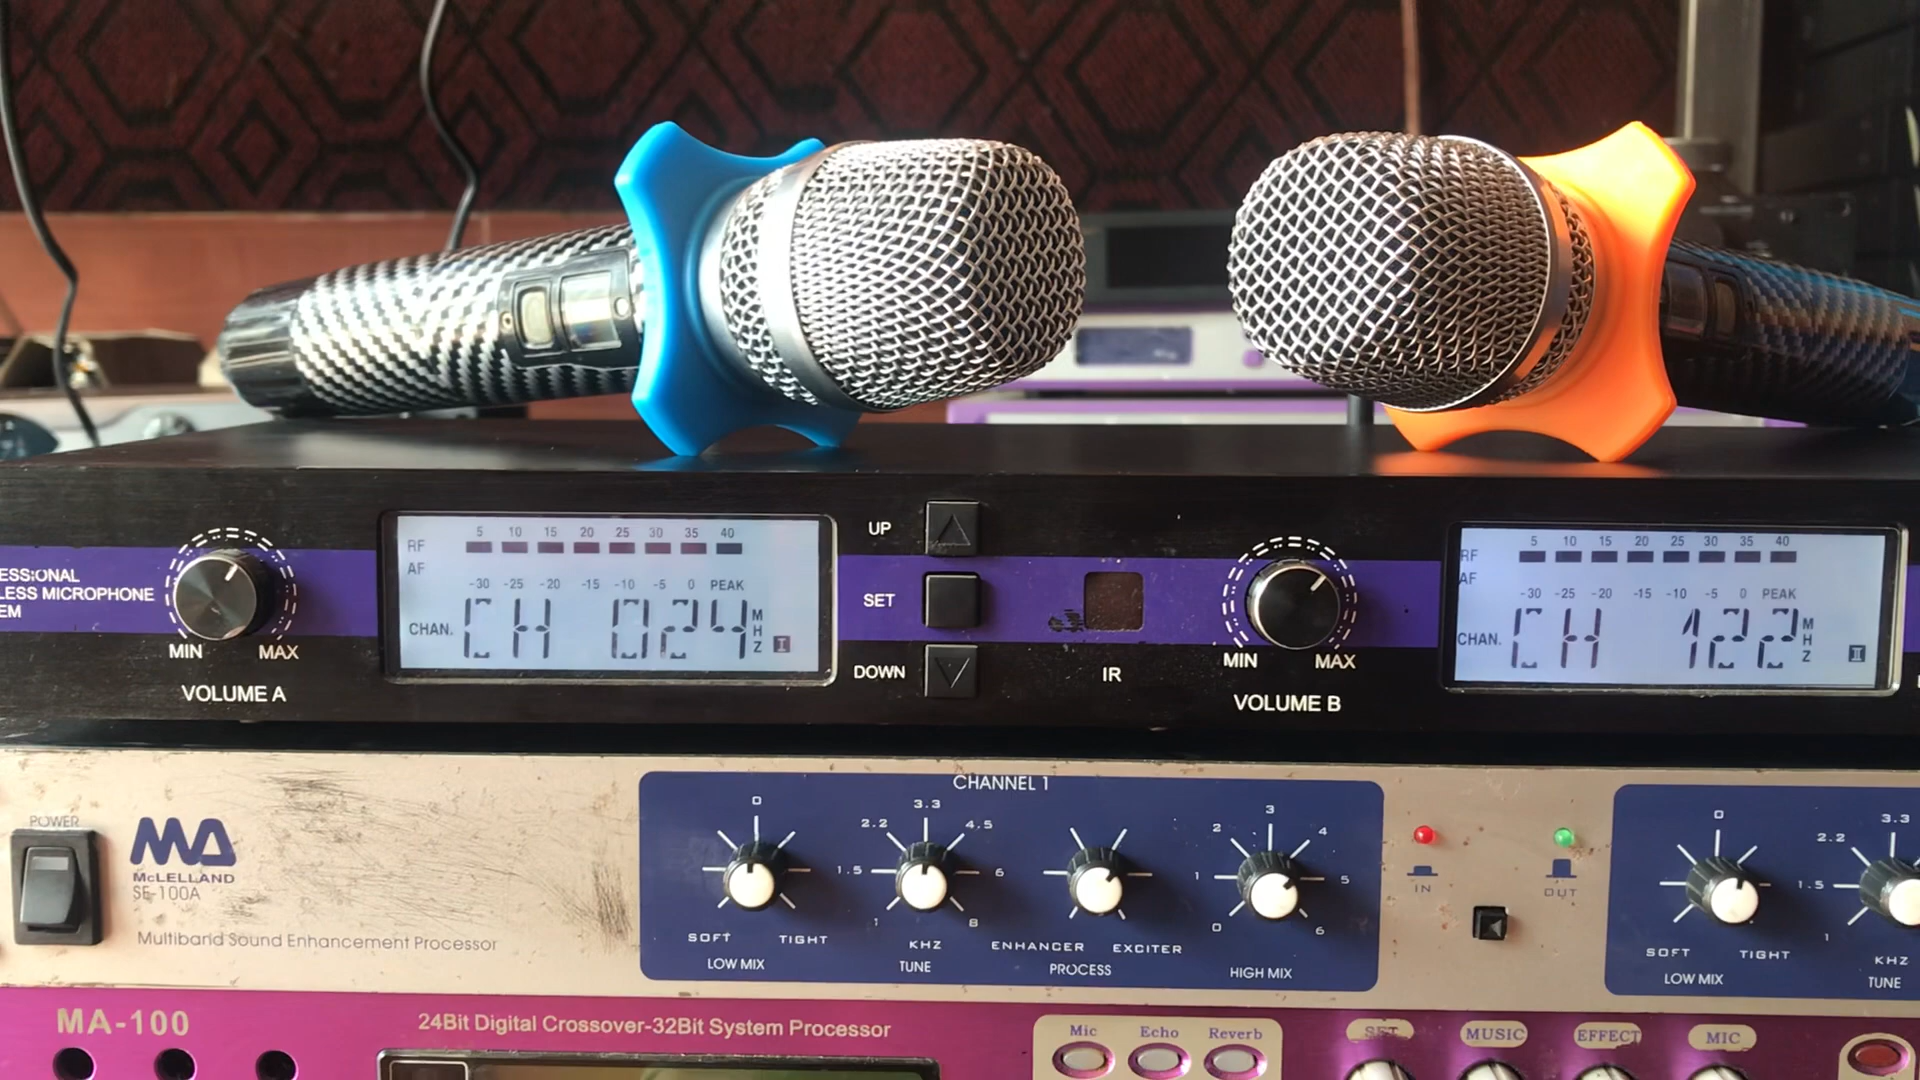 ESSIONAL
LESS MICROPHONE
EM
MIN MAX
VOLUME A
5 10 15 20 25 30 35 40
RF
AF
-30 -25 -20 -15 -10 -5 0 PEAK
CHAN. CH 024 MHZ I
UP
SET
DOWN
IR
MIN MAX
VOLUME B
5 10 15 20 25 30 35 40
RF
AF
-30 -25 -20 -15 -10 -5 0 PEAK
CHAN. CH 122 MHZ II
POWER
MA
McLELLAND
SE-100A
Multiband Sound Enhancement Processor
CHANNEL 1
0
SOFT TIGHT
LOW MIX
1 1.5 2.2 3.3 4.5 6 8
KHZ
TUNE
ENHANCER EXCITER
PROCESS
0 1 2 3 4 5 6
HIGH MIX
IN
OUT
0
SOFT TIGHT
LOW MIX
1 1.5 2.2 3.3
KHZ
TUNE
MA-100
24Bit Digital Crossover-32Bit System Processor
Mic Echo Reverb
SET MUSIC EFFECT MIC